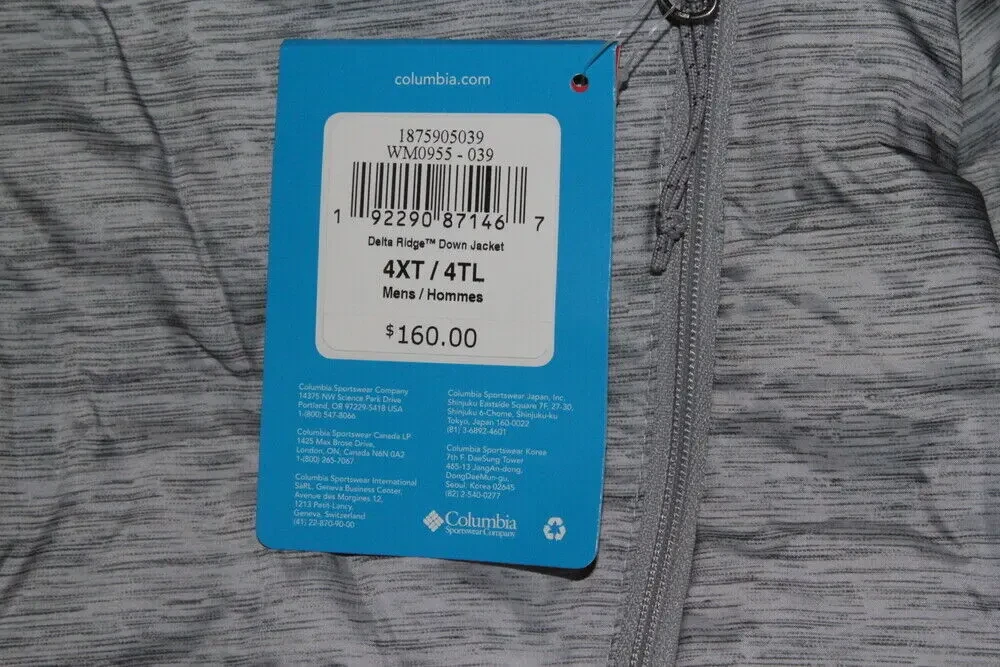 columbia.com
1875905039
WM0955 - 039
1 92290 87146 7
Delta Ridge™ Down Jacket
4XT / 4TL
Mens / Hommes
$160.00
Columbia Sportswear Company
14375 NW Science Park Drive
Portland, OR 97229-5418 USA
1-(800) 547-8066
Columbia Sportswear Canada LP
1425 Max Brose Drive,
London, ON, Canada N6N 0A2
1-(800) 265-7067
Columbia Sportswear International
SàRL, Geneva Business Center,
Avenue des Morgines 12,
1213 Petit-Lancy,
Geneva, Switzerland
(41) 22-870-90-00
Columbia Sportswear Japan, Inc.
Shinjuku Eastside Square 7F, 27-30,
Shinjuku 6-Chome, Shinjuku-ku
Tokyo, Japan 160-0022
(81) 3-6892-4601
Columbia Sportswear Korea
7th F. DaeSung Tower
465-13 JangAn-dong,
DongDaeMun-gu,
Seoul, Korea 02645
(82) 2-540-0277
Columbia
Sportswear Company